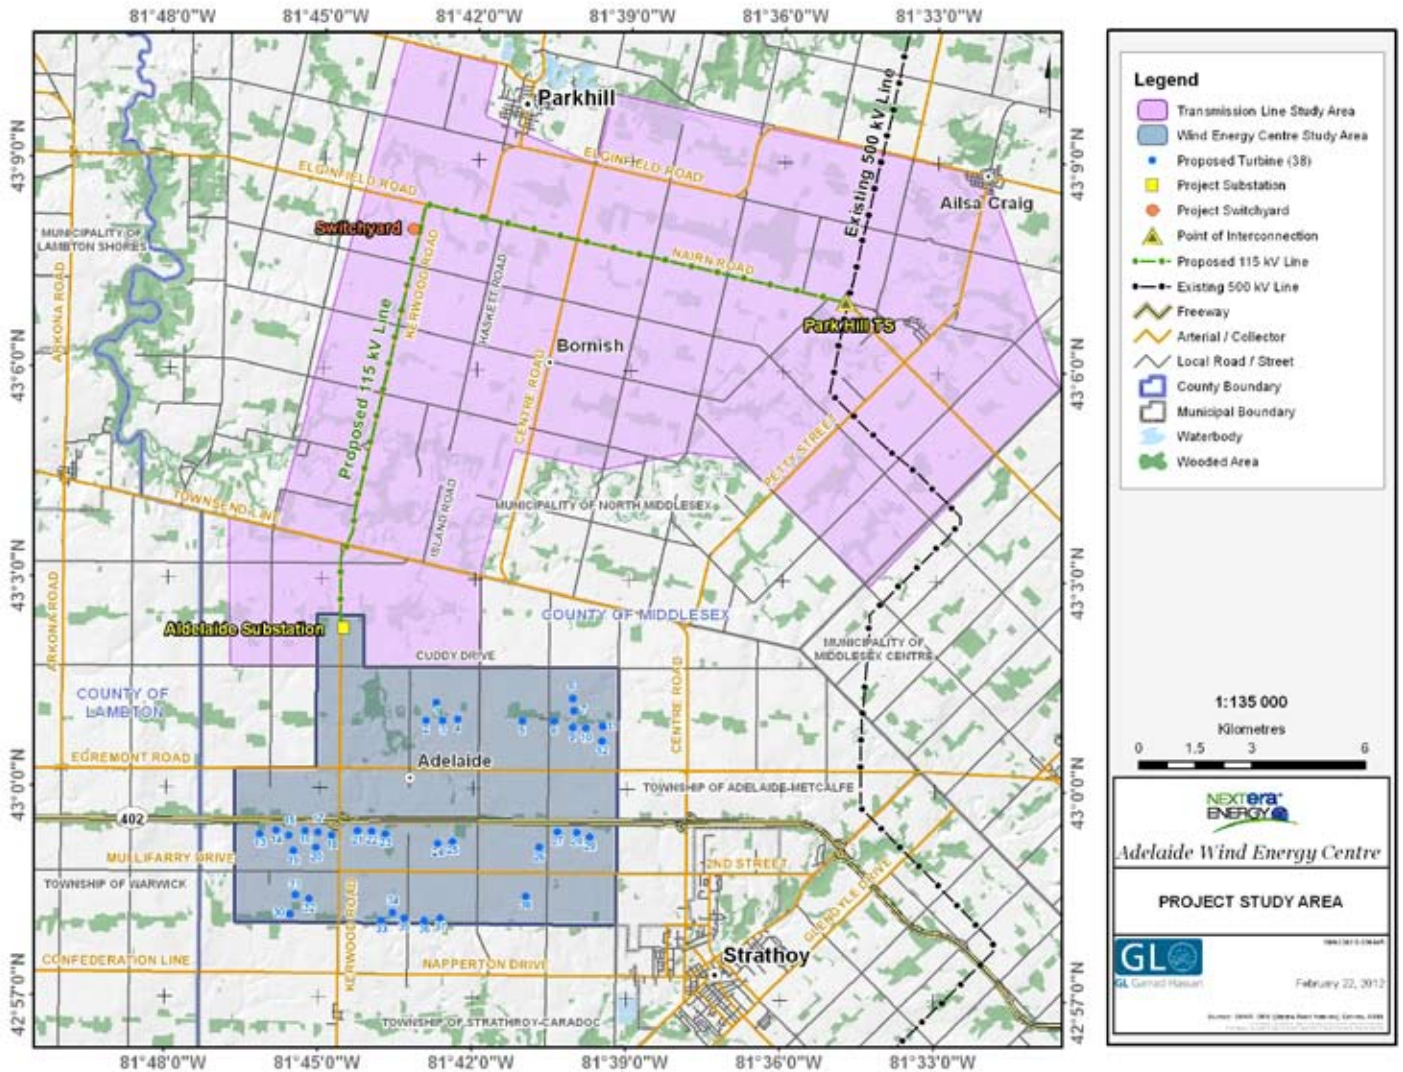 81°48'0"W 81°45'0"W 81°42'0"W 81°39'0"W 81°36'0"W 81°33'0"W
43°9'0"N
43°6'0"N
43°3'0"N
43°0'0"N
42°57'0"N
43°9'0"N
43°6'0"N
43°3'0"N
43°0'0"N
42°57'0"N
Parkhill
Existing 500 kV Line
ELGINFIELD ROAD
ELGINFIELD ROAD
Ailsa Craig
Switchyard
MUNICIPALITY OF
LAMBTON SHORES
NAIRN ROAD
KERWOOD ROAD
HASKETT ROAD
ARKONA ROAD
Park Hill TS
Bornish
Proposed 115 kV Line
CENTRE ROAD
PETTY STREET
TOWNSEND LINE
ISLAND ROAD
MUNICIPALITY OF NORTH MIDDLESEX
COUNTY OF MIDDLESEX
ARKONA ROAD
Aldelaide Substation
MUNICIPALITY OF
MIDDLESEX CENTRE
CUDDY DRIVE
COUNTY OF
LAMBTON
CENTRE ROAD
EGREMONT ROAD
Adelaide
TOWNSHIP OF ADELAIDE-METCALFE
402
MULLIFARRY DRIVE
2ND STREET
TOWNSHIP OF WARWICK
KERWOOD ROAD
GLENGYLE DRIVE
CONFEDERATION LINE
NAPPERTON DRIVE
Strathoy
TOWNSHIP OF STRATHROY-CARADOC
81°48'0"W 81°45'0"W 81°42'0"W 81°39'0"W 81°36'0"W 81°33'0"W
Legend
Transmission Line Study Area
Wind Energy Centre Study Area
Proposed Turbine (38)
Project Substation
Project Switchyard
Point of Interconnection
Proposed 115 kV Line
Existing 500 kV Line
Freeway
Arterial / Collector
Local Road / Street
County Boundary
Municipal Boundary
Waterbody
Wooded Area
1:135 000
Kilometres
0 1.5 3 6
NEXTera
ENERGY
Adelaide Wind Energy Centre
PROJECT STUDY AREA
GL
GL Garrad Hassan
February 22, 2012